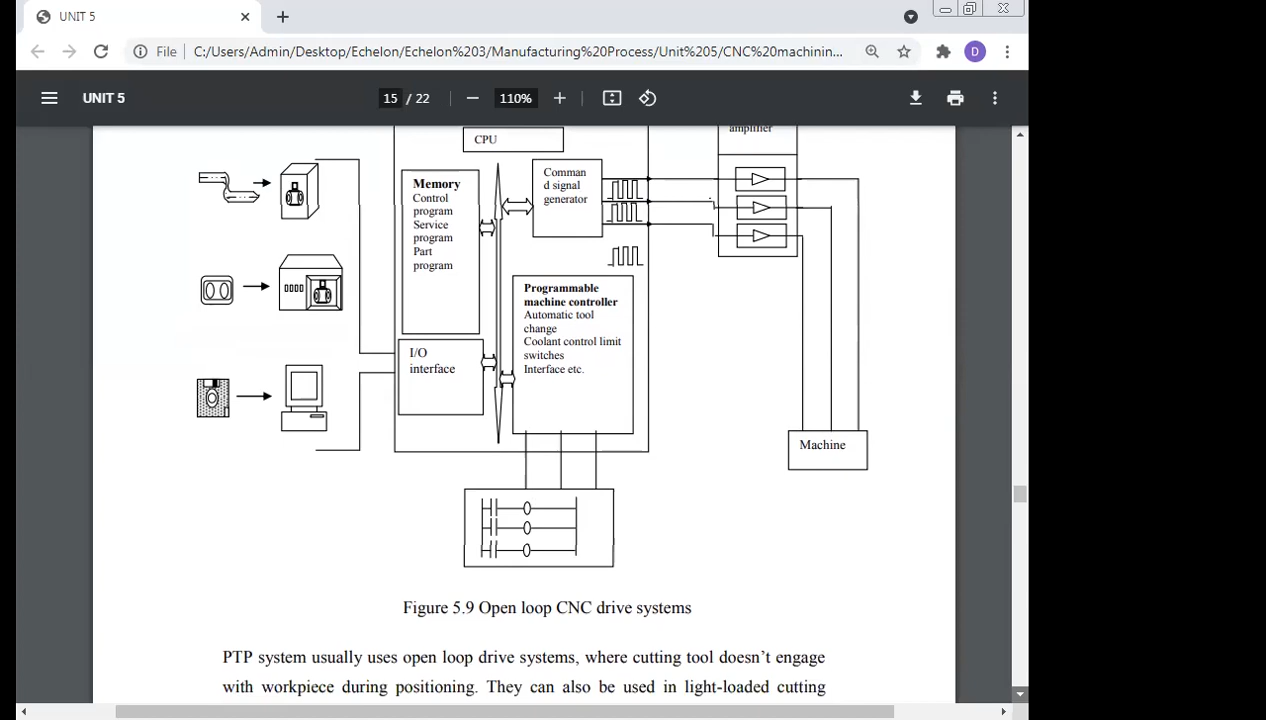 UNIT 5
File
C:/Users/Admin/Desktop/Echelon/Echelon%203/Manufacturing%20Process/Unit%205/CNC%20machinin...
D
UNIT 5
15 / 22
110%
CPU
amplifier
Memory
Control
program
Service
program
Part
program
Comman
d signal
generator
Programmable
machine controller
Automatic tool
change
Coolant control limit
switches
Interface etc.
I/O
interface
Machine
Figure 5.9 Open loop CNC drive systems
PTP system usually uses open loop drive systems, where cutting tool doesn’t engage
with workpiece during positioning. They can also be used in light-loaded cutting